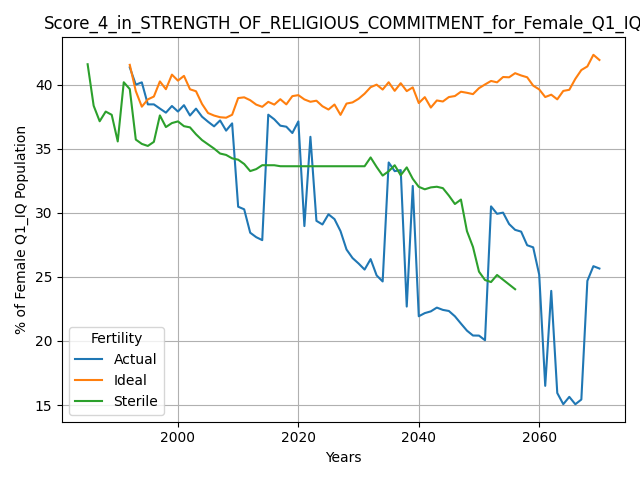 Score_4_in_STRENGTH_OF_RELIGIOUS_COMMITMENT_for_Female_Q1_IQ
% of Female Q1_IQ Population
40
35
30
25
20
15
Fertility
Actual
Ideal
Sterile
2000 2020 2040 2060
Years